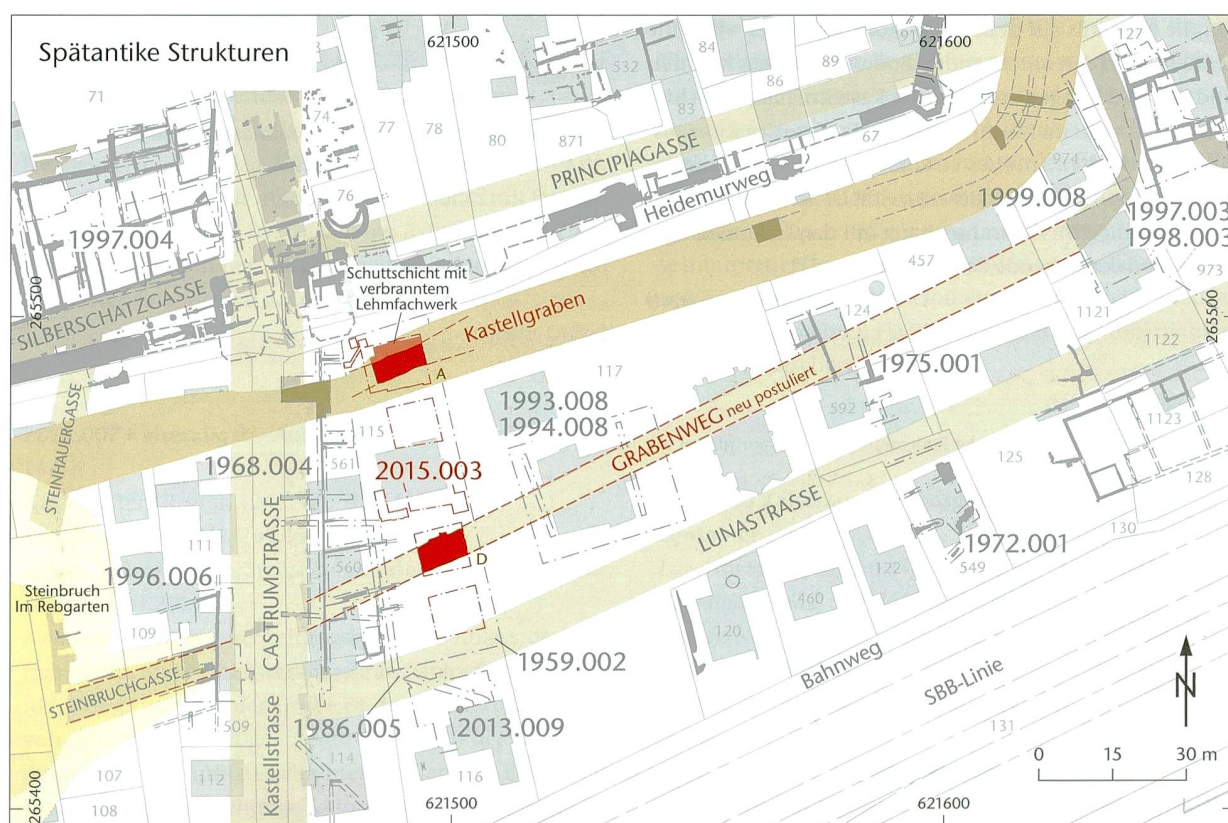 Spätantike Strukturen
621500
621600
127
91
84
89
532
86
71
74
77
78
80
871
83
67
974
PRINCIPIAGASSE
Heidemurweg
76
1999.008
1997.004
1997.003
1998.003
973
Schuttschicht mit
verbranntem
Lehmfachwerk
457
265500
265500
SILBERSCHATZGASSE
Kastellgraben
124
1121
1122
1975.001
117
A
GRABENWEG neu postuliert
592
1993.008
1994.008
1123
STEINHAUERGASSE
115
561
1968.004
2015.003
125
128
CASTRUMSTRASSE
LUNASTRASSE
130
111
1972.001
549
D
560
122
1996.006
Steinbruch
Im Rebgarten
109
460
120
1959.002
Bahnweg
SBB-Linie
STEINBRUCHGASSE
509
1986.005
2013.009
131
N
Kastellstrasse
114
107
112
116
108
0 15 30 m
265400
621500
621600